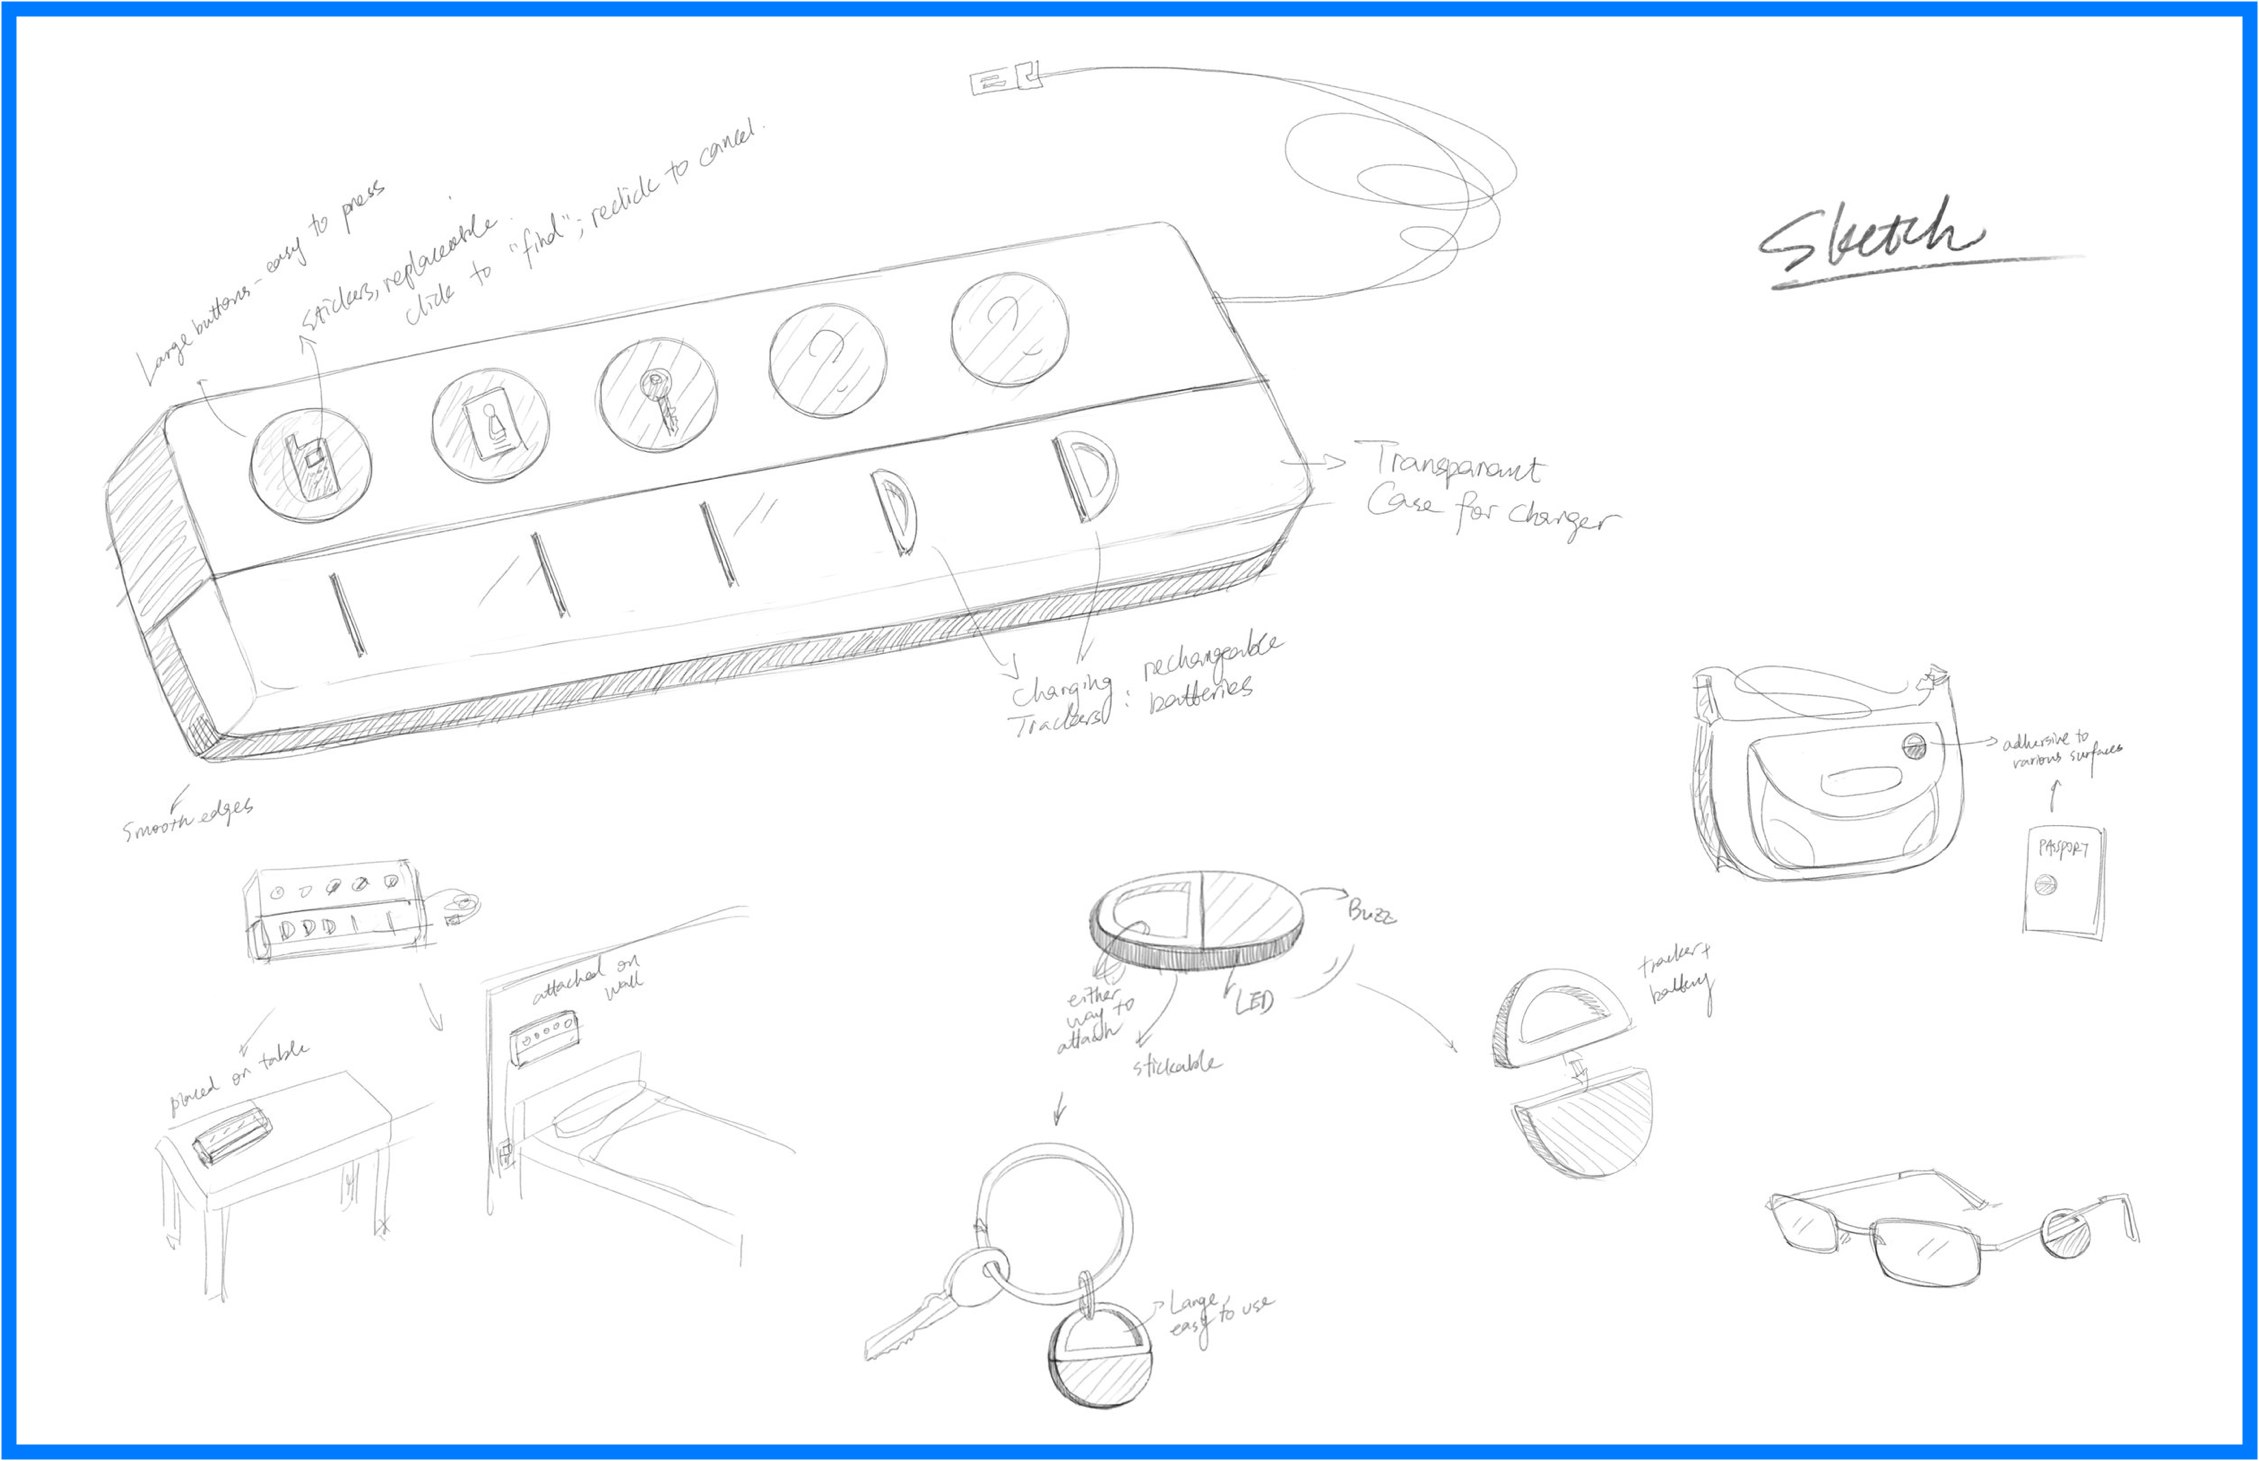 Sketch
Large buttons - easy to press
stickers, replaceable.
click to "find"; reclick to cancel.
Transparant
Case for charger
Charging : rechargeable
Trackers : batteries
Smooth edges
adhersive to
various surfaces
PASSPORT
Buzz
LED
either
way to
attach
stickable
tracker +
battery
attached on
wall
placed on table
Large,
easy to use